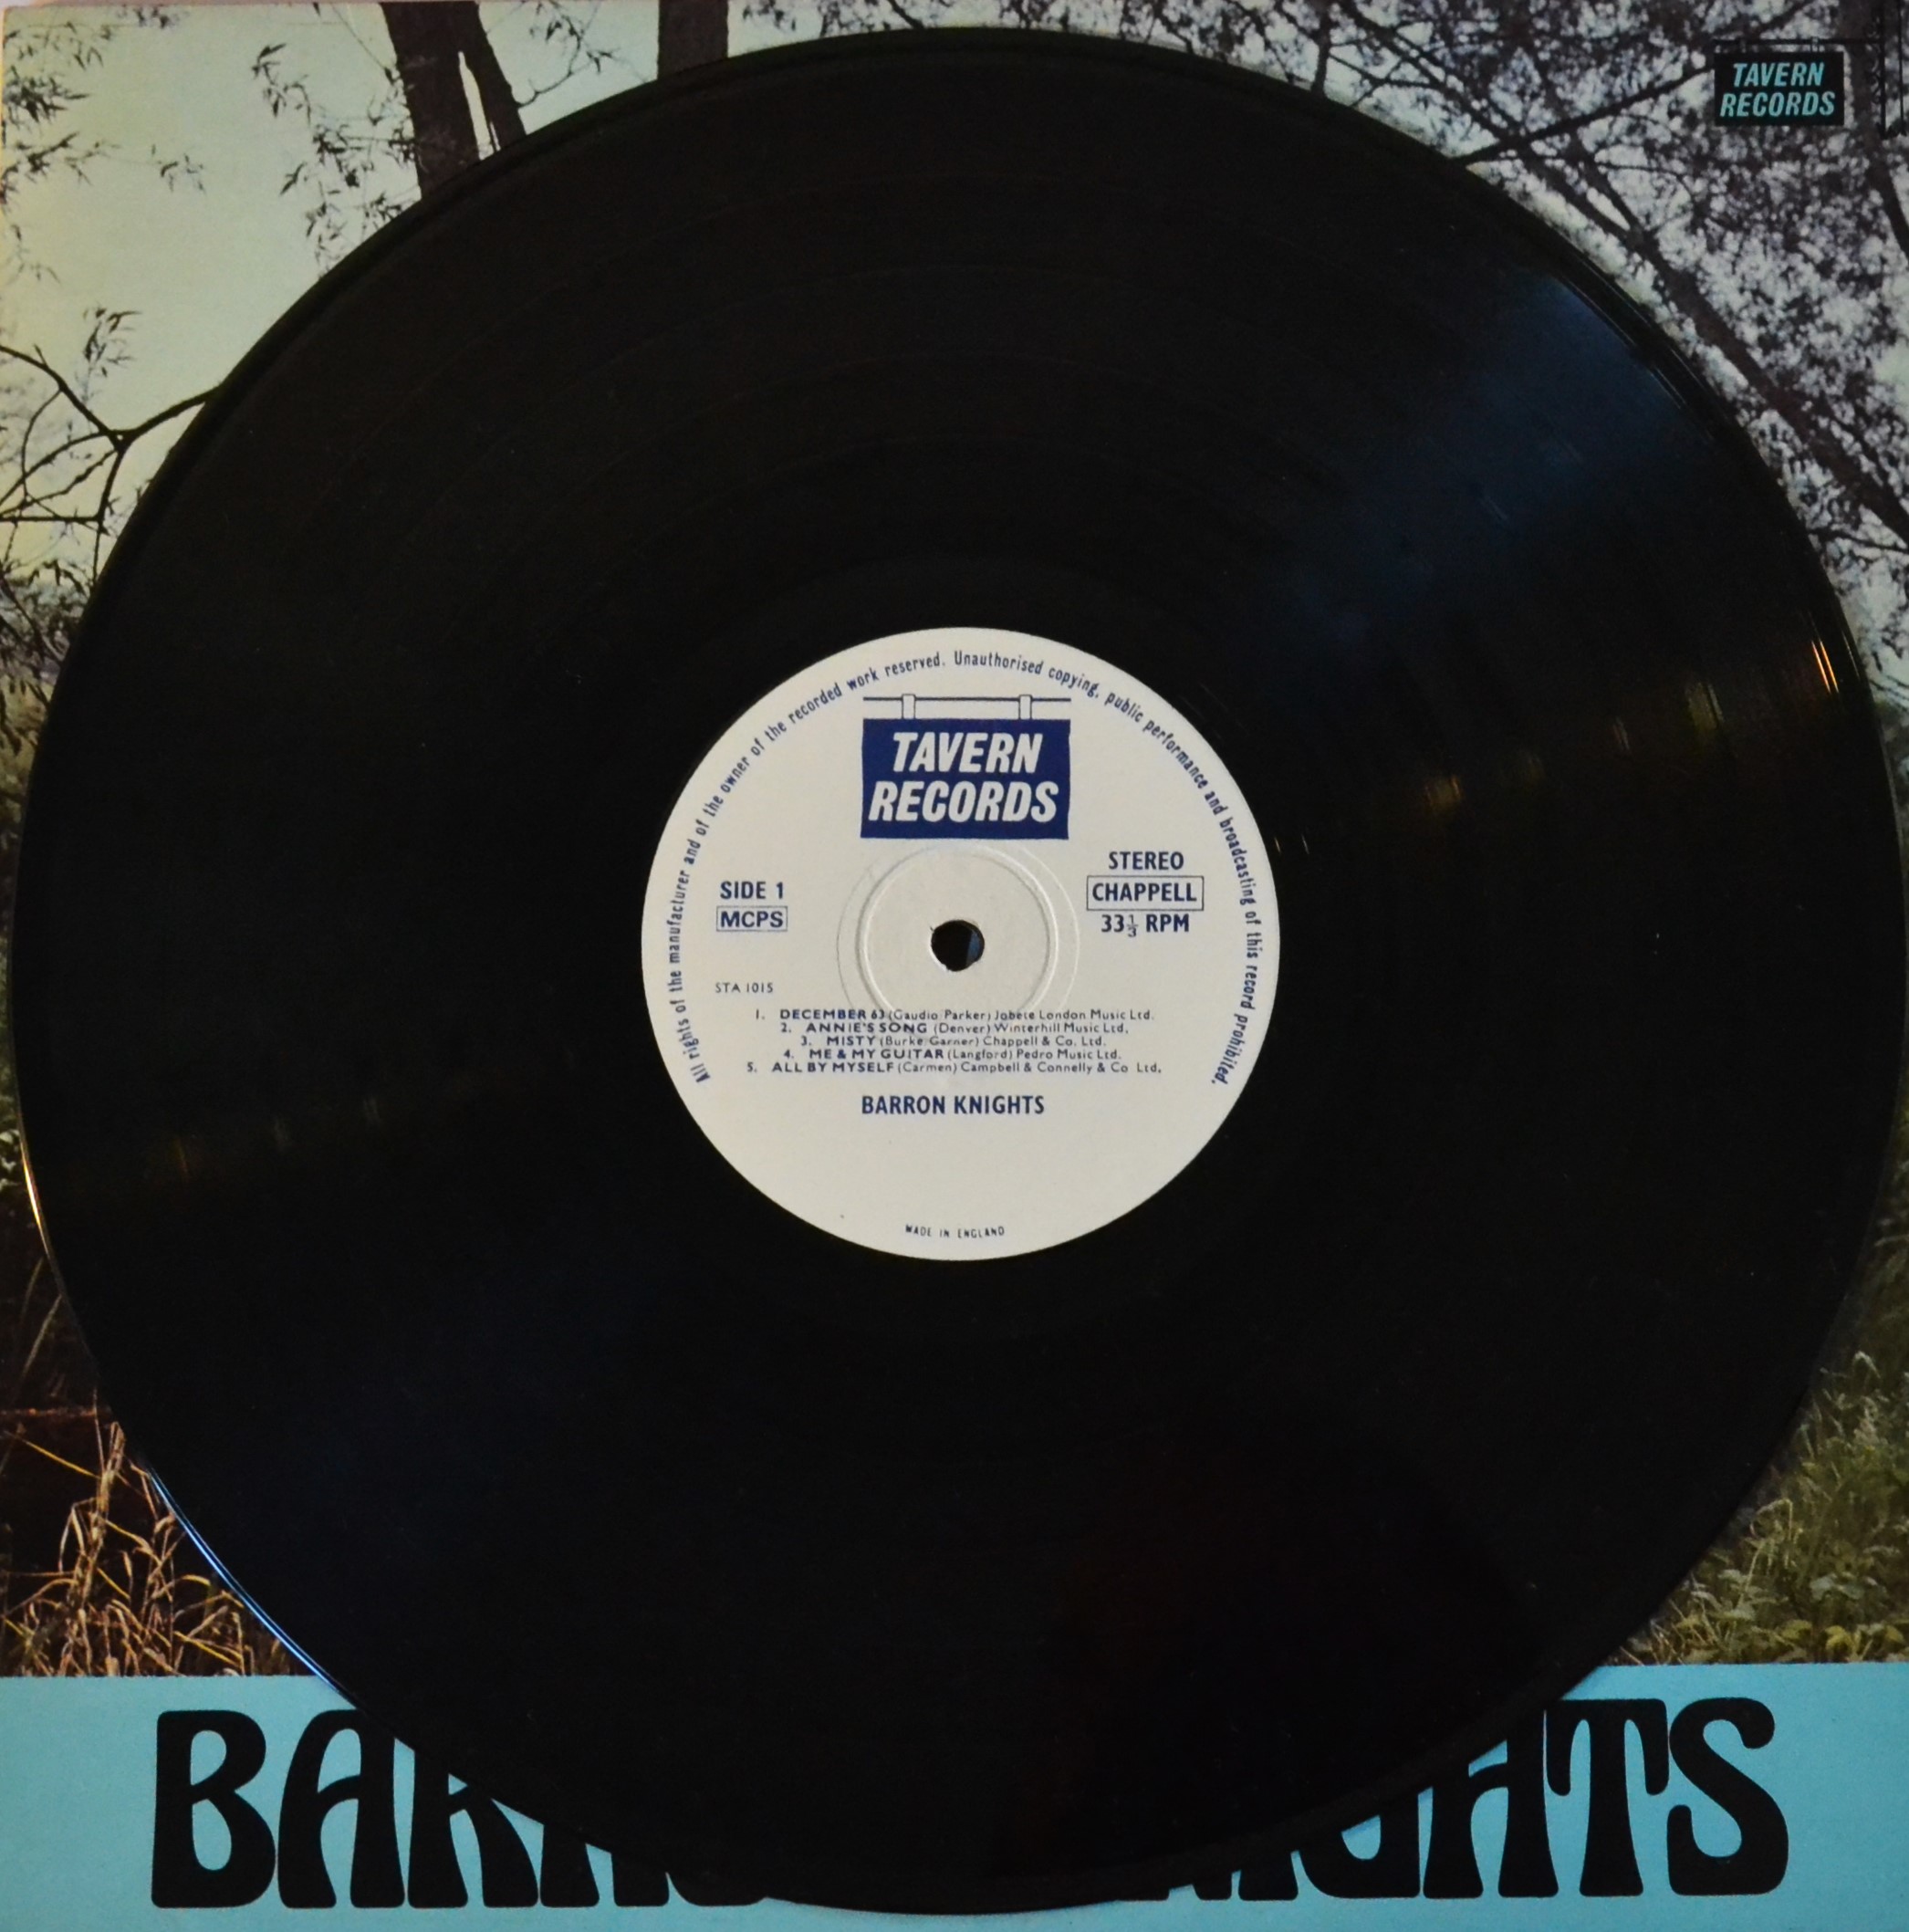 TAVERN
RECORDS
All rights of the manufacturer and of the owner of the recorded work reserved. Unauthorised copying, public performance and broadcasting of this record prohibited.
TAVERN
RECORDS
SIDE 1
MCPS
STEREO
CHAPPELL
33⅓ RPM
STA 1015
1. DECEMBER 63 (Gaudio/Parker) Jobete London Music Ltd.
2. ANNIE'S SONG (Denver) Winterhill Music Ltd.
3. MISTY (Burke/Garner) Chappell & Co. Ltd.
4. ME & MY GUITAR (Langford) Pedro Music Ltd.
5. ALL BY MYSELF (Carmen) Campbell & Connelly & Co Ltd.
BARRON KNIGHTS
MADE IN ENGLAND